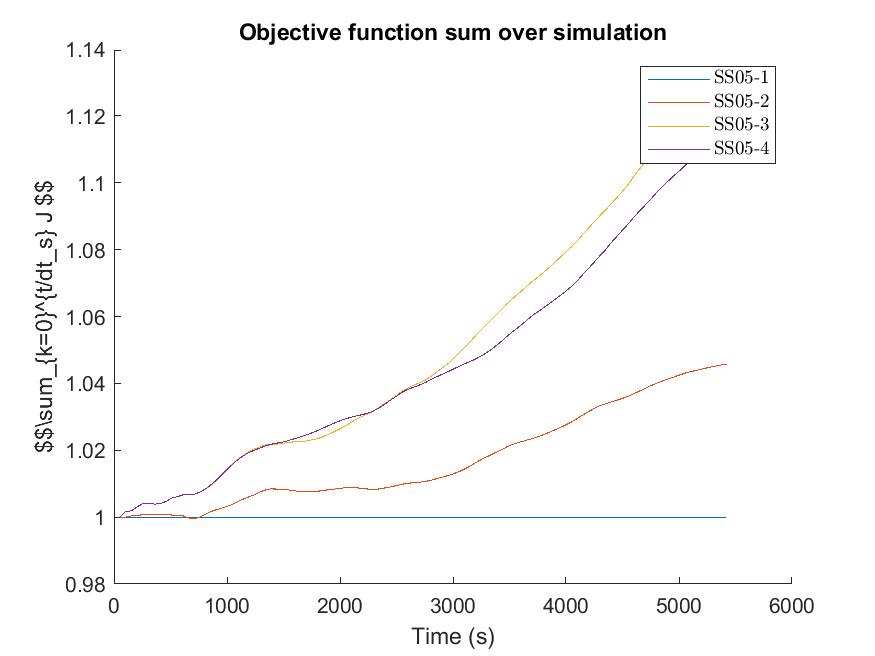 Objective function sum over simulation
1.14
1.12
1.1
1.08
1.06
1.04
1.02
1
0.98
$$\sum_{k=0}^{t/dt_s} J $$
SS05-1
SS05-2
SS05-3
SS05-4
0 1000 2000 3000 4000 5000 6000
Time (s)